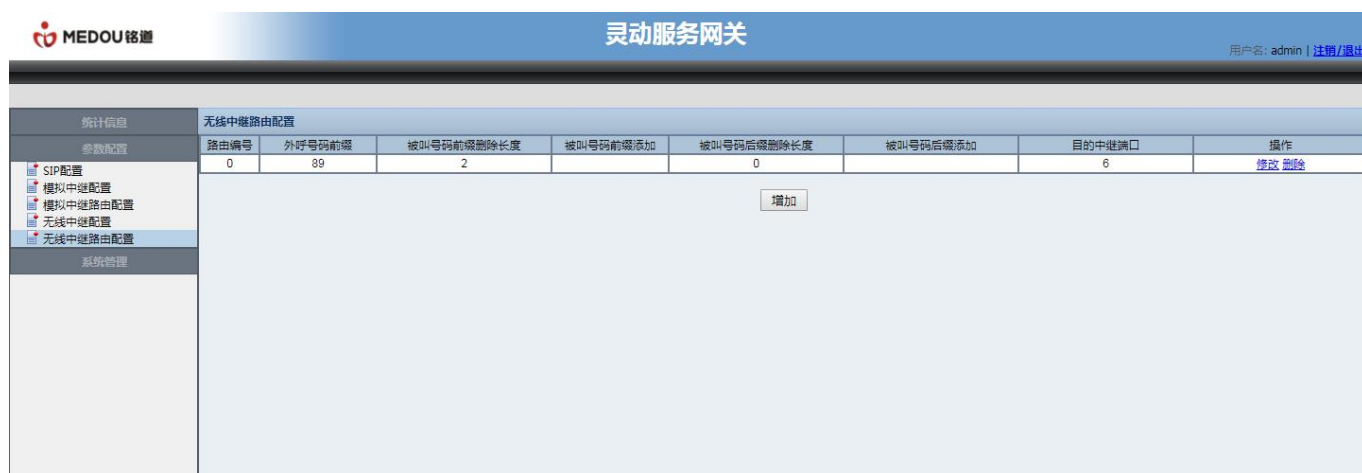 MEDOU铭道
灵动服务网关
用户名: admin | 注销/退出
统计信息
参数配置
SIP配置
模拟中继配置
模拟中继路由配置
无线中继配置
无线中继路由配置
系统管理
无线中继路由配置
路由编号 外呼号码前缀 被叫号码前缀删除长度 被叫号码前缀添加 被叫号码后缀删除长度 被叫号码后缀添加 目的中继端口 操作
0 89 2 0 6 修改 删除
增加